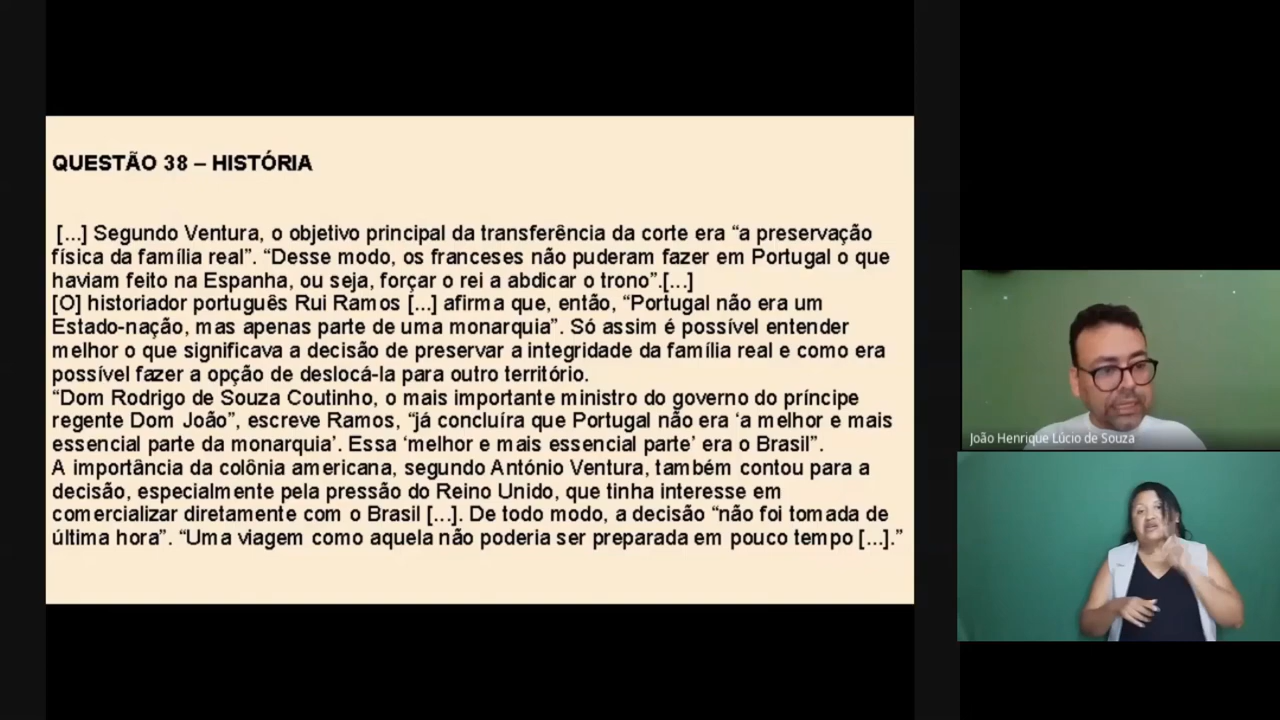 QUESTÃO 38 – HISTÓRIA
[...] Segundo Ventura, o objetivo principal da transferência da corte era “a preservação
física da família real”. “Desse modo, os franceses não puderam fazer em Portugal o que
haviam feito na Espanha, ou seja, forçar o rei a abdicar o trono”.[...]
[O] historiador português Rui Ramos [...] afirma que, então, “Portugal não era um
Estado-nação, mas apenas parte de uma monarquia”. Só assim é possível entender
melhor o que significava a decisão de preservar a integridade da família real e como era
possível fazer a opção de deslocá-la para outro território.
“Dom Rodrigo de Souza Coutinho, o mais importante ministro do governo do príncipe
regente Dom João”, escreve Ramos, “já concluíra que Portugal não era ‘a melhor e mais
essencial parte da monarquia’. Essa ‘melhor e mais essencial parte’ era o Brasil”.
A importância da colônia americana, segundo António Ventura, também contou para a
decisão, especialmente pela pressão do Reino Unido, que tinha interesse em
comercializar diretamente com o Brasil [...]. De todo modo, a decisão “não foi tomada de
última hora”. “Uma viagem como aquela não poderia ser preparada em pouco tempo [...].”
João Henrique Lúcio de Souza